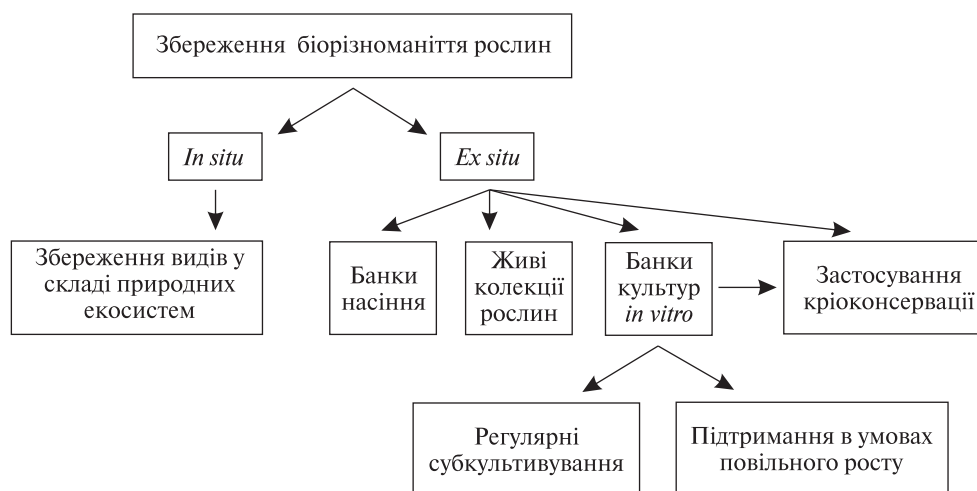 Збереження біорізноманіття рослин
In situ
Ex situ
Збереження видів у
складі природних
екосистем
Банки
насіння
Живі
колекції
рослин
Банки
культур
in vitro
Застосування
кріоконсервації
Регулярні
субкультивування
Підтримання в умовах
повільного росту